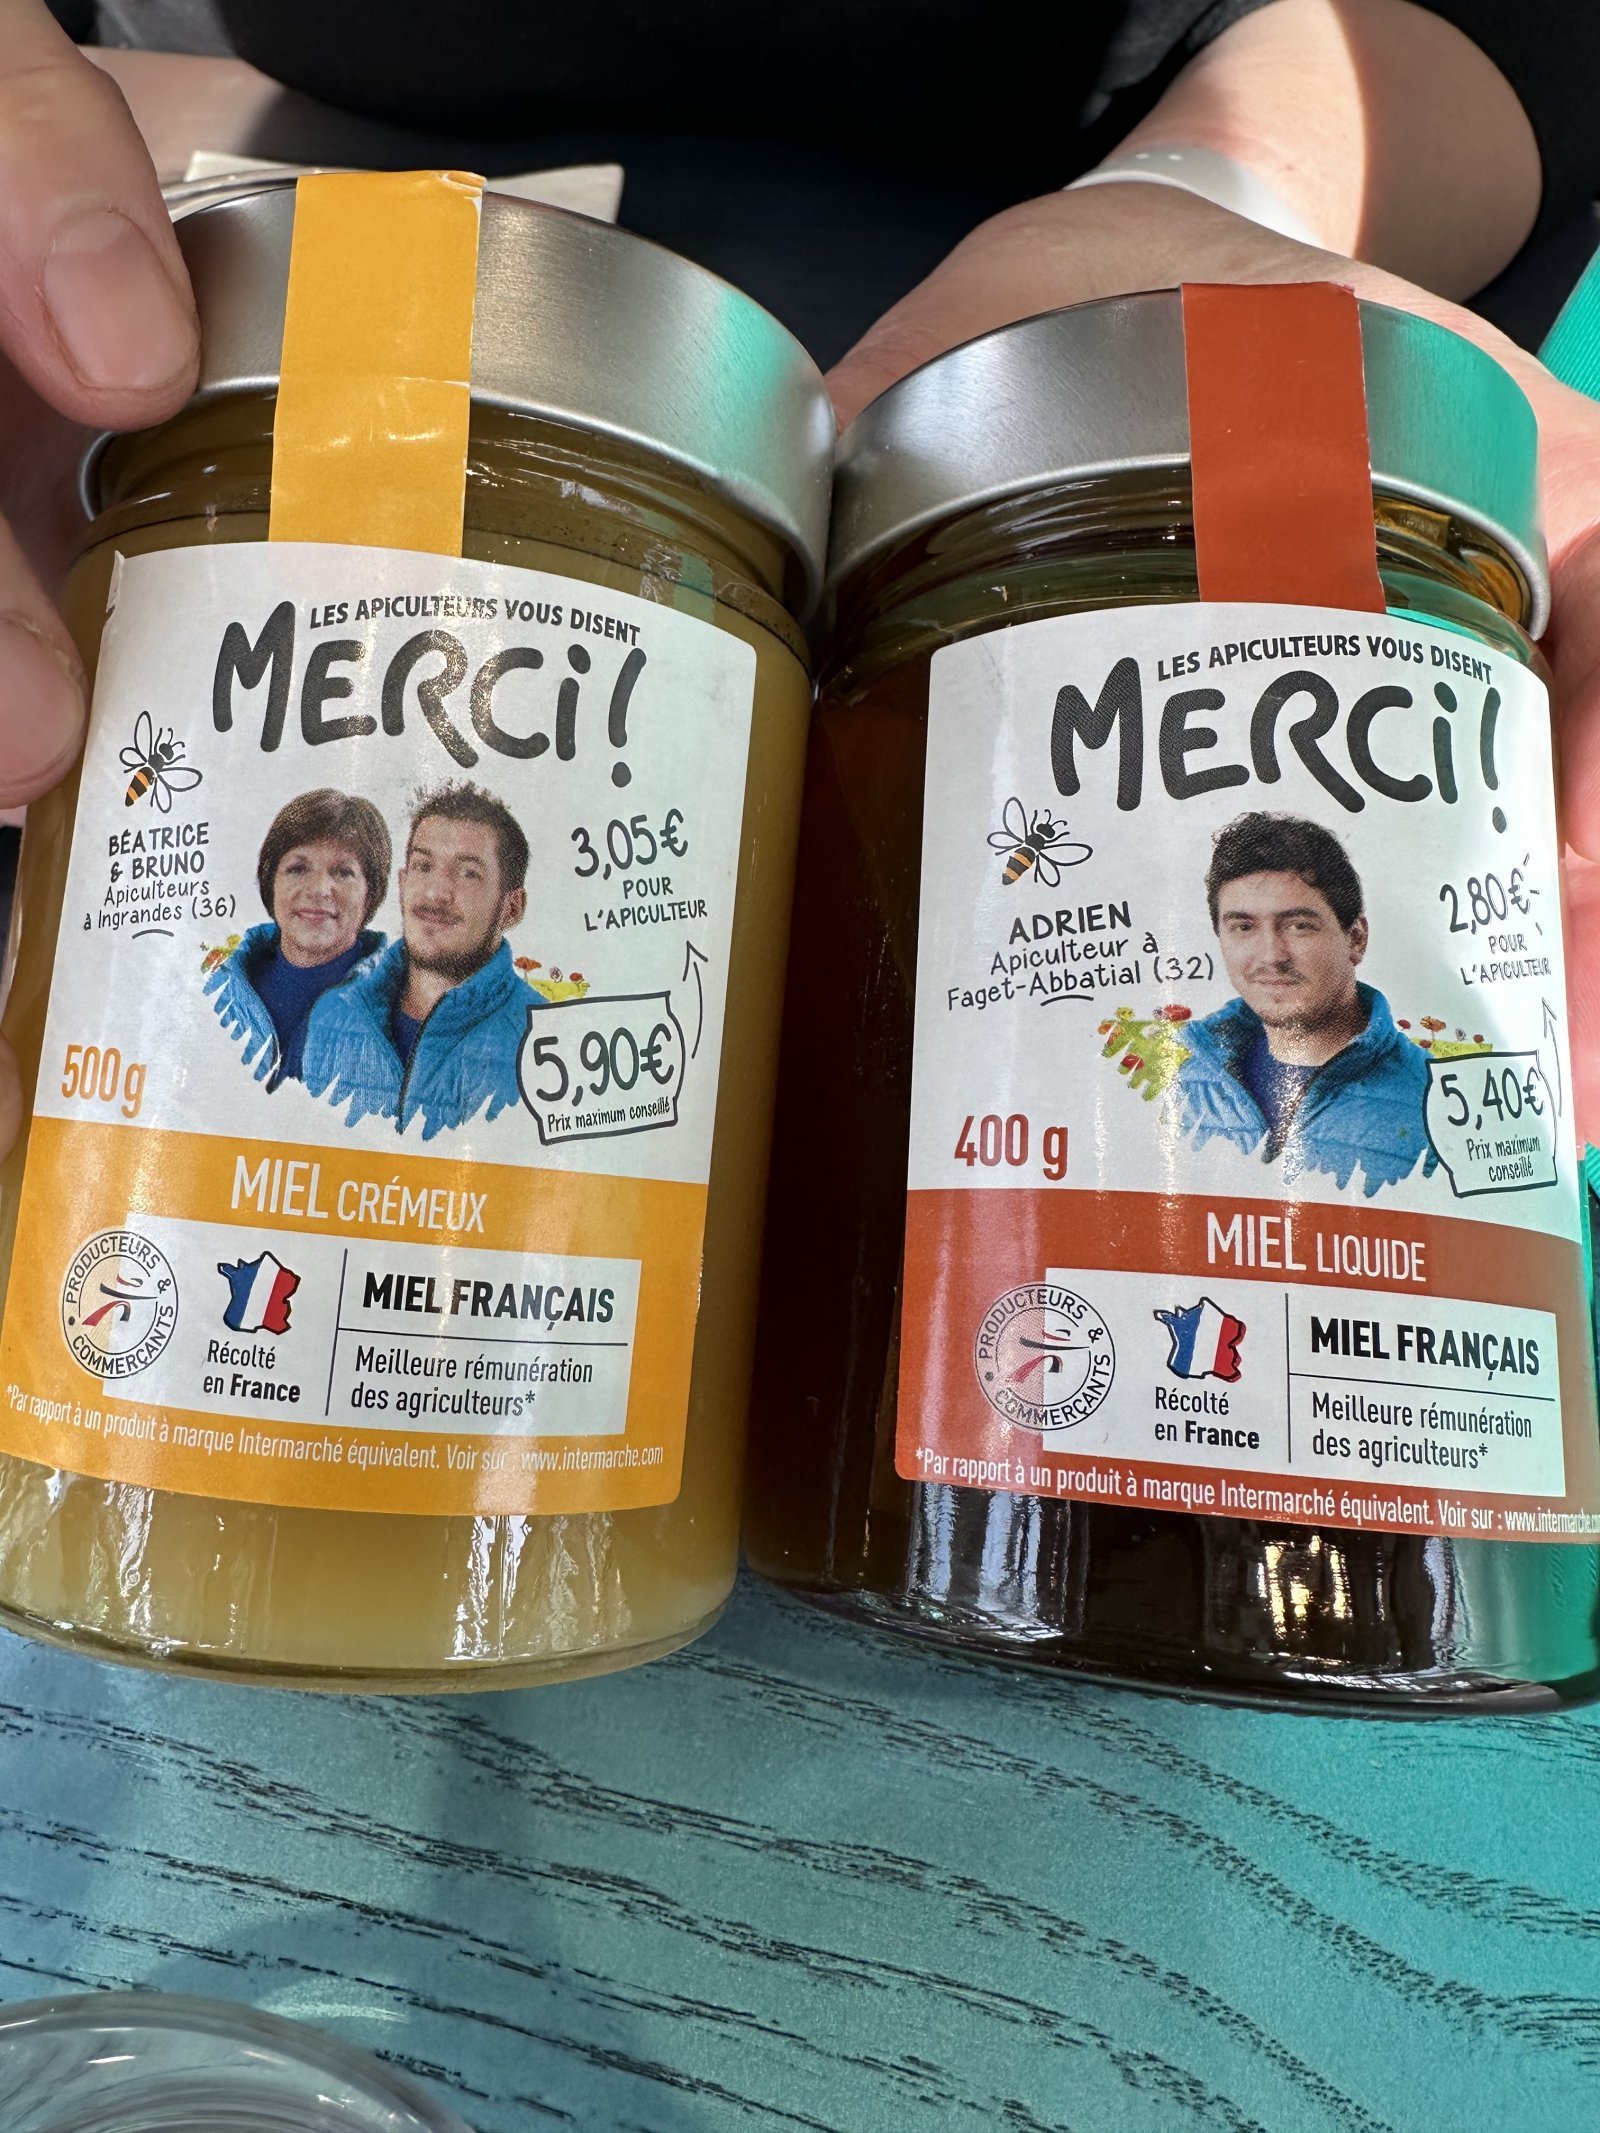 LES APICULTEURS VOUS DISENT
MERCi!
BÉATRICE
& BRUNO
Apiculteurs
à Ingrandes (36)
3,05€
POUR
L'APICULTEUR
5,90€
Prix maximum conseillé
500g
MIEL CRÉMEUX
PRODUCTEURS & COMMERÇANTS
Récolté
en France
MIEL FRANÇAIS
Meilleure rémunération
des agriculteurs*
*Par rapport à un produit à marque Intermarché équivalent. Voir sur : www.intermarche.com
LES APICULTEURS VOUS DISENT
MERCi!
ADRIEN
Apiculteur à
Faget-Abbatial (32)
2,80€
POUR
L'APICULTEUR
5,40€
Prix maximum
conseillé
400 g
MIEL LIQUIDE
PRODUCTEURS & COMMERÇANTS
Récolté
en France
MIEL FRANÇAIS
Meilleure rémunération
des agriculteurs*
*Par rapport à un produit à marque Intermarché équivalent. Voir sur : www.intermarche.com